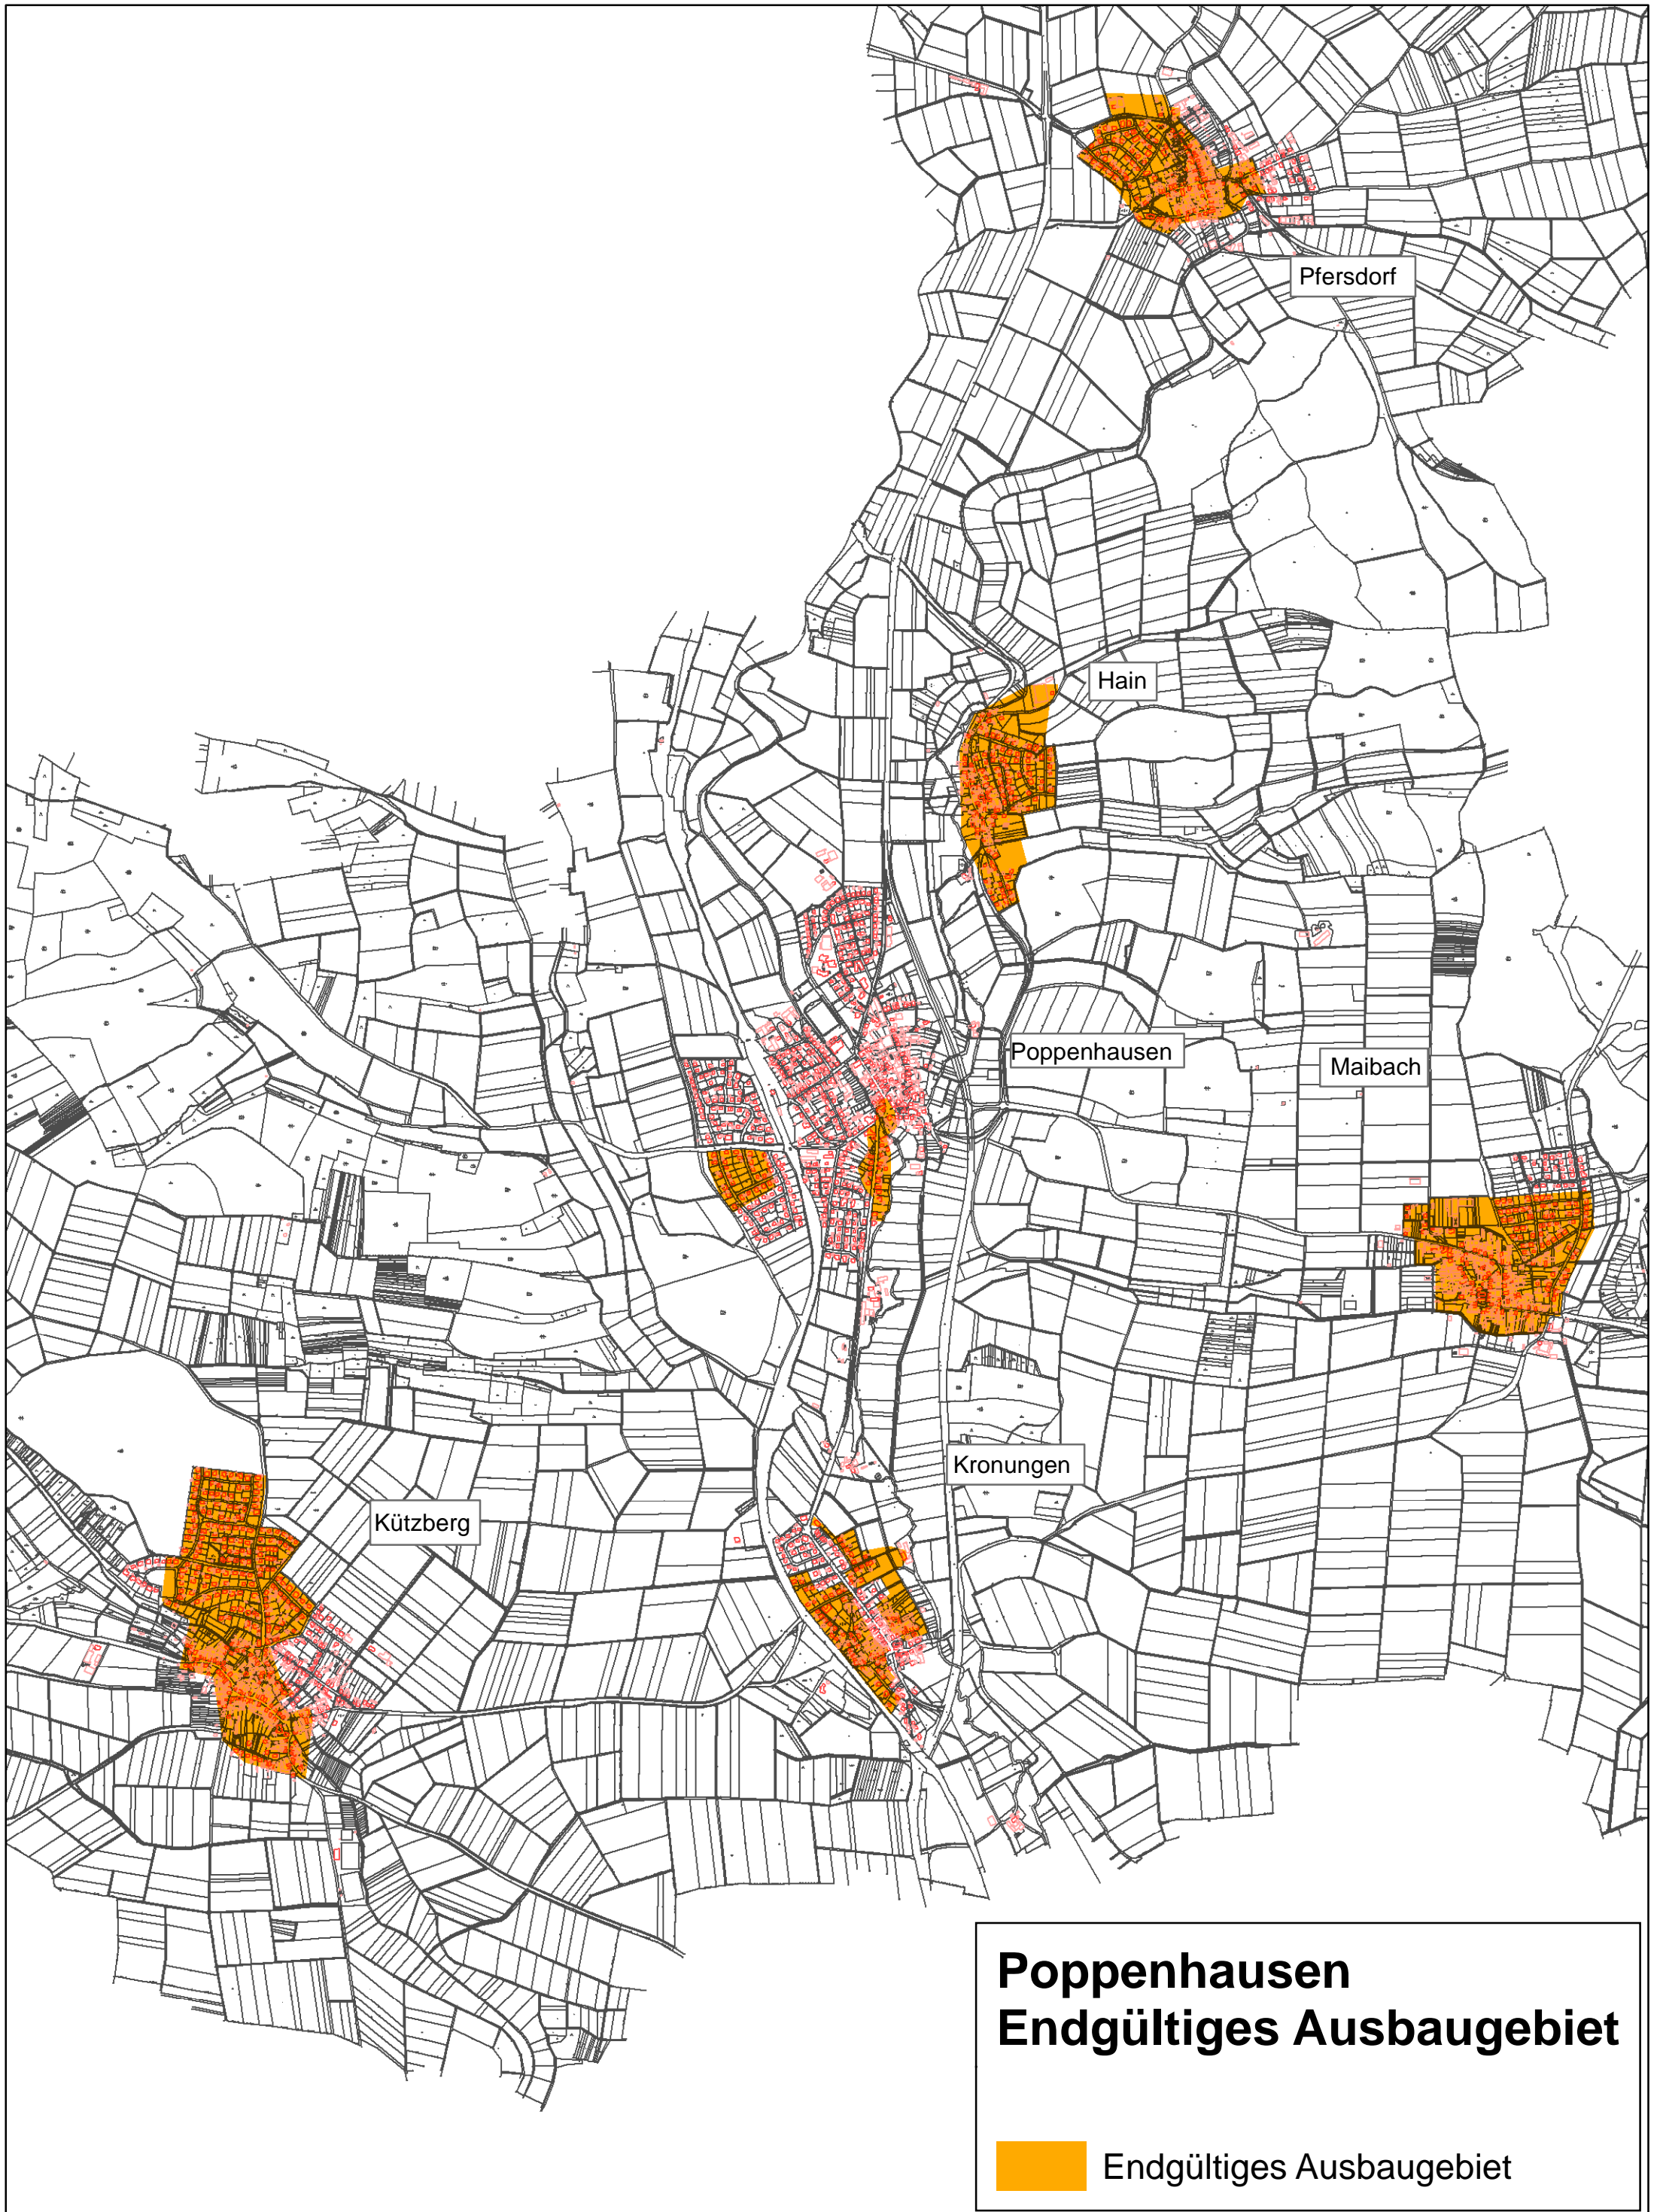 Pfersdorf
Hain
Poppenhausen
Maibach
Kronungen
Kützberg
Poppenhausen
Endgültiges Ausbaugebiet
Endgültiges Ausbaugebiet